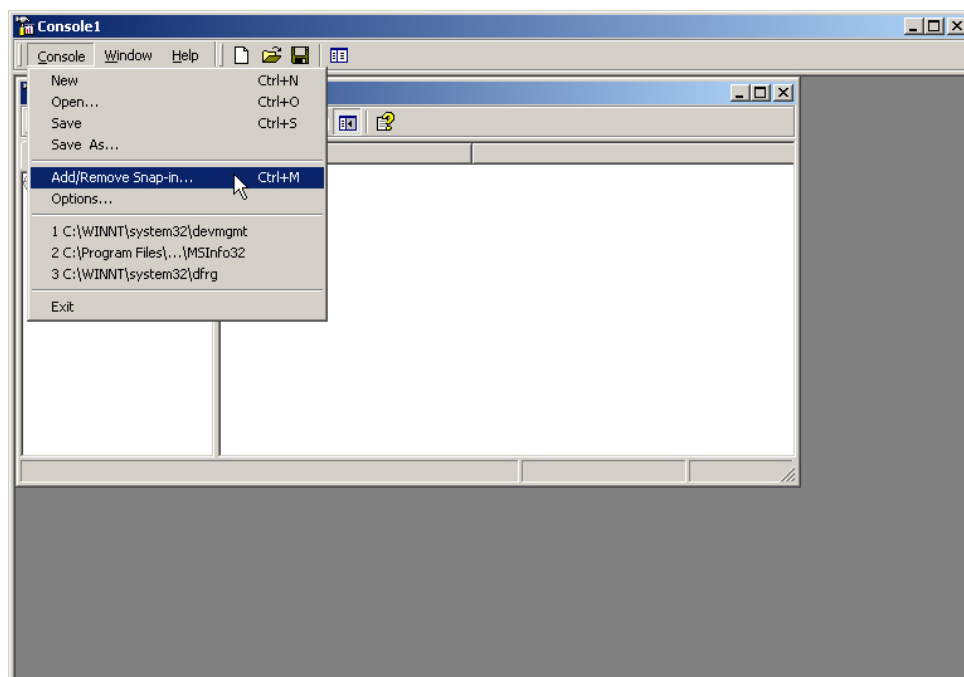 Console1
Console Window Help
New Ctrl+N
Open... Ctrl+O
Save Ctrl+S
Save As...
Add/Remove Snap-in... Ctrl+M
Options...
1 C:\WINNT\system32\devmgmt
2 C:\Program Files\...\MSInfo32
3 C:\WINNT\system32\dfrg
Exit